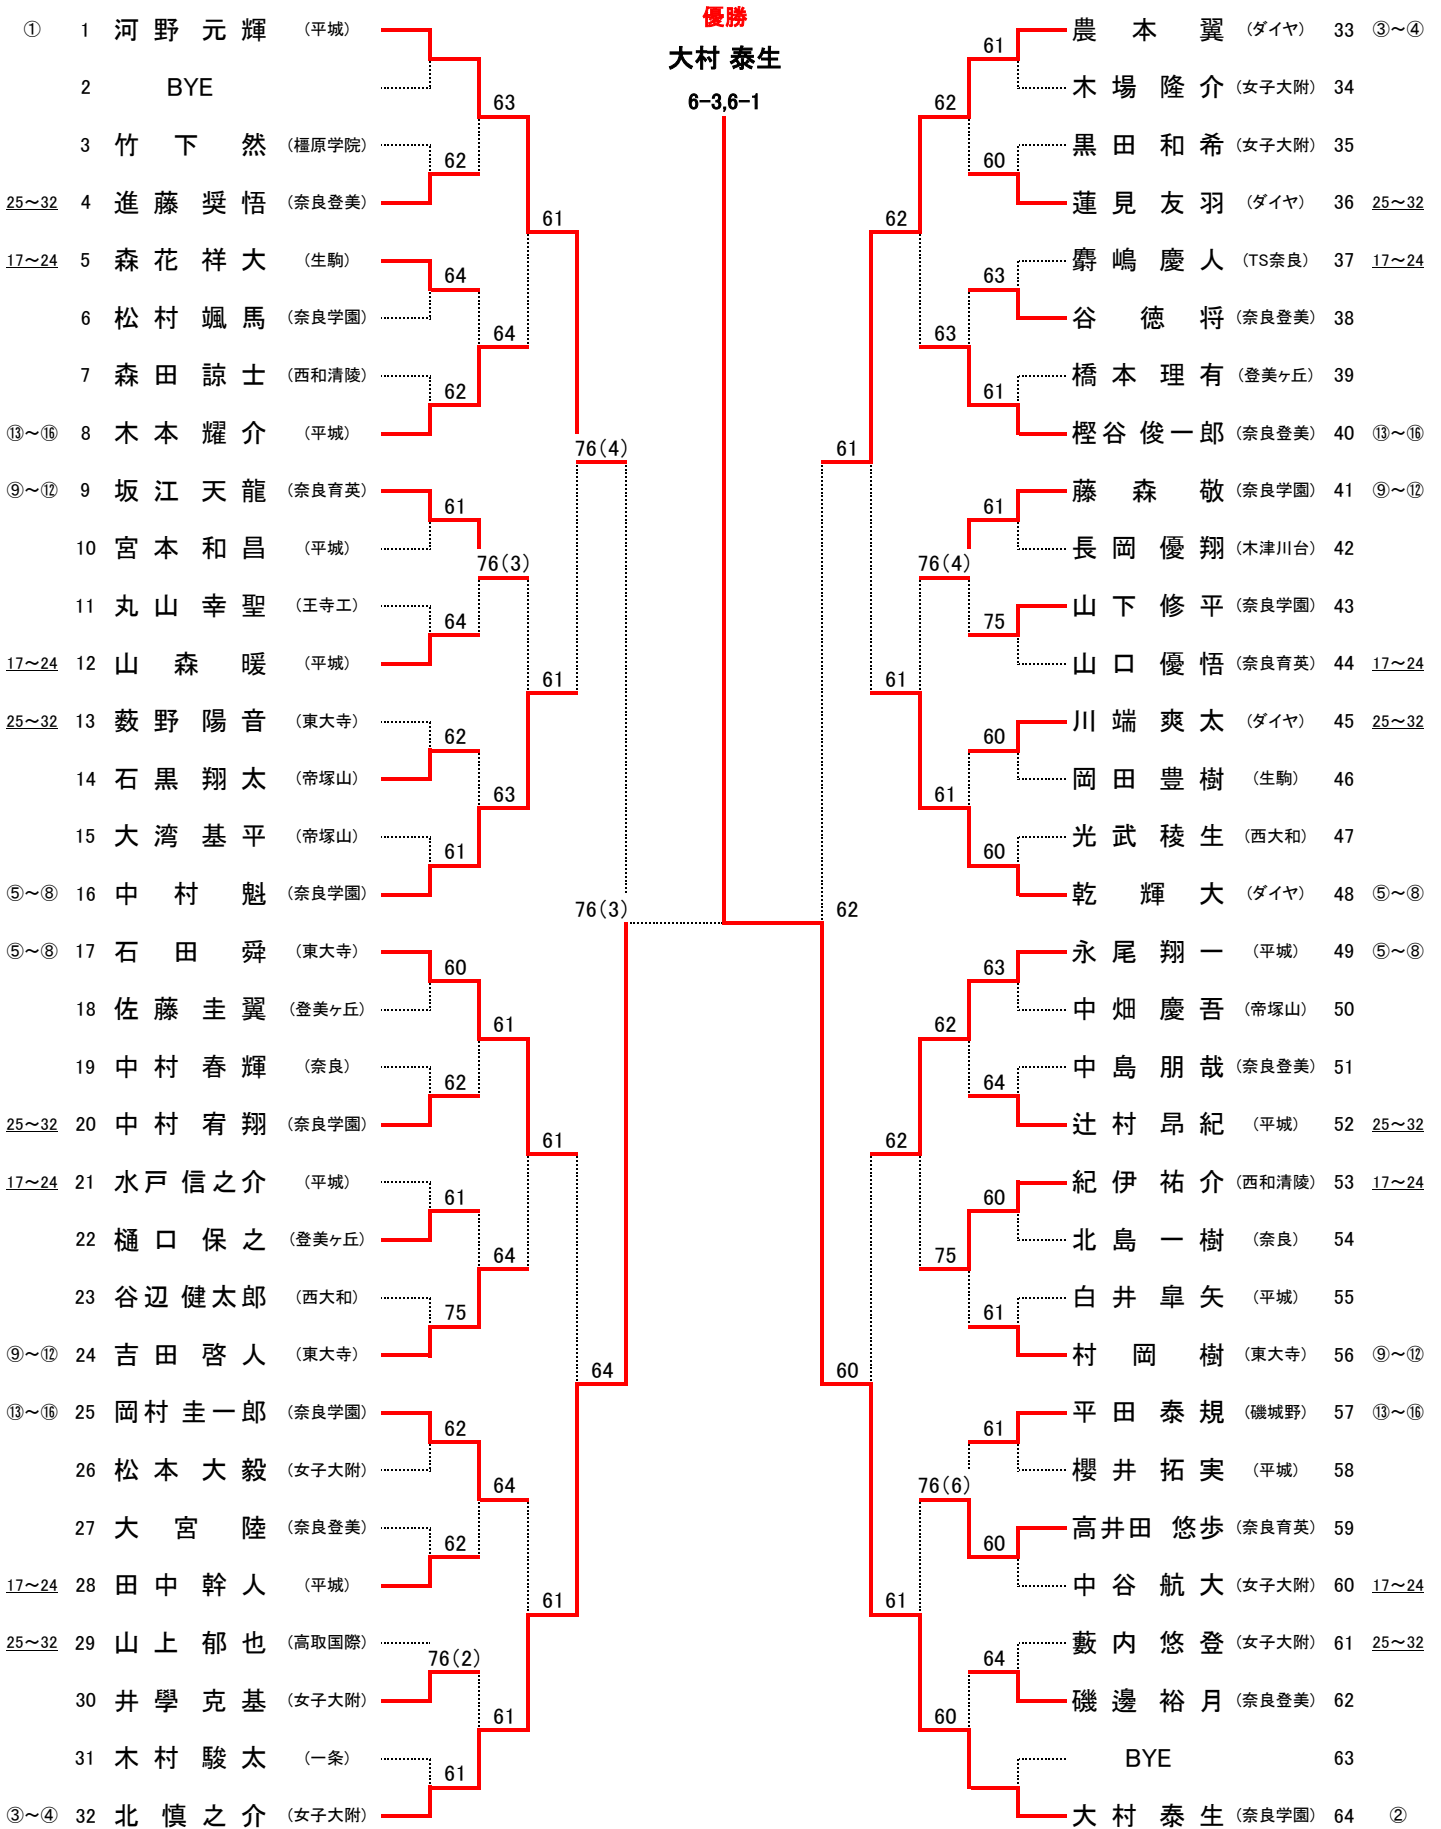 優勝
大村 泰生
6-3,6-1
① 1 河野元輝 (平城)
2 BYE
63
3 竹下然 (橿原学院)
62
25～32 4 進藤奨悟 (奈良登美)
61
17～24 5 森花祥大 (生駒)
64
6 松村颯馬 (奈良学園)
64
7 森田諒士 (西和清陵)
62
⑬～⑯ 8 木本耀介 (平城)
76(4)
⑨～⑫ 9 坂江天龍 (奈良育英)
61
10 宮本和昌 (平城)
76(3)
11 丸山幸聖 (王寺工)
64
17～24 12 山森暖 (平城)
61
25～32 13 薮野陽音 (東大寺)
62
14 石黒翔太 (帝塚山)
63
15 大湾基平 (帝塚山)
61
⑤～⑧ 16 中村魁 (奈良学園)
76(3)
⑤～⑧ 17 石田舜 (東大寺)
60
18 佐藤圭翼 (登美ヶ丘)
61
19 中村春輝 (奈良)
62
25～32 20 中村宥翔 (奈良学園)
61
17～24 21 水戸信之介 (平城)
61
22 樋口保之 (登美ヶ丘)
64
23 谷辺健太郎 (西大和)
75
⑨～⑫ 24 吉田啓人 (東大寺)
64
⑬～⑯ 25 岡村圭一郎 (奈良学園)
62
26 松本大毅 (女子大附)
64
27 大宮陸 (奈良登美)
62
17～24 28 田中幹人 (平城)
61
25～32 29 山上郁也 (高取国際)
76(2)
30 井學克基 (女子大附)
61
31 木村駿太 (一条)
61
③～④ 32 北慎之介 (女子大附)
農本翼 (ダイヤ) 33 ③～④
61
木場隆介 (女子大附) 34
62
黒田和希 (女子大附) 35
60
蓮見友羽 (ダイヤ) 36 25～32
62
麝嶋慶人 (TS奈良) 37 17～24
63
谷徳将 (奈良登美) 38
63
橋本理有 (登美ヶ丘) 39
61
樫谷俊一郎 (奈良登美) 40 ⑬～⑯
61
藤森敬 (奈良学園) 41 ⑨～⑫
61
長岡優翔 (木津川台) 42
76(4)
山下修平 (奈良学園) 43
75
山口優悟 (奈良育英) 44 17～24
61
川端爽太 (ダイヤ) 45 25～32
60
岡田豊樹 (生駒) 46
61
光武稜生 (西大和) 47
60
乾輝大 (ダイヤ) 48 ⑤～⑧
62
永尾翔一 (平城) 49 ⑤～⑧
63
中畑慶吾 (帝塚山) 50
62
中島朋哉 (奈良登美) 51
64
辻村昂紀 (平城) 52 25～32
62
紀伊祐介 (西和清陵) 53 17～24
60
北島一樹 (奈良) 54
75
白井皐矢 (平城) 55
61
村岡樹 (東大寺) 56 ⑨～⑫
60
平田泰規 (磯城野) 57 ⑬～⑯
61
櫻井拓実 (平城) 58
76(6)
高井田悠歩 (奈良育英) 59
60
中谷航大 (女子大附) 60 17～24
61
藪内悠登 (女子大附) 61 25～32
64
磯邊裕月 (奈良登美) 62
60
BYE 63
大村泰生 (奈良学園) 64 ②